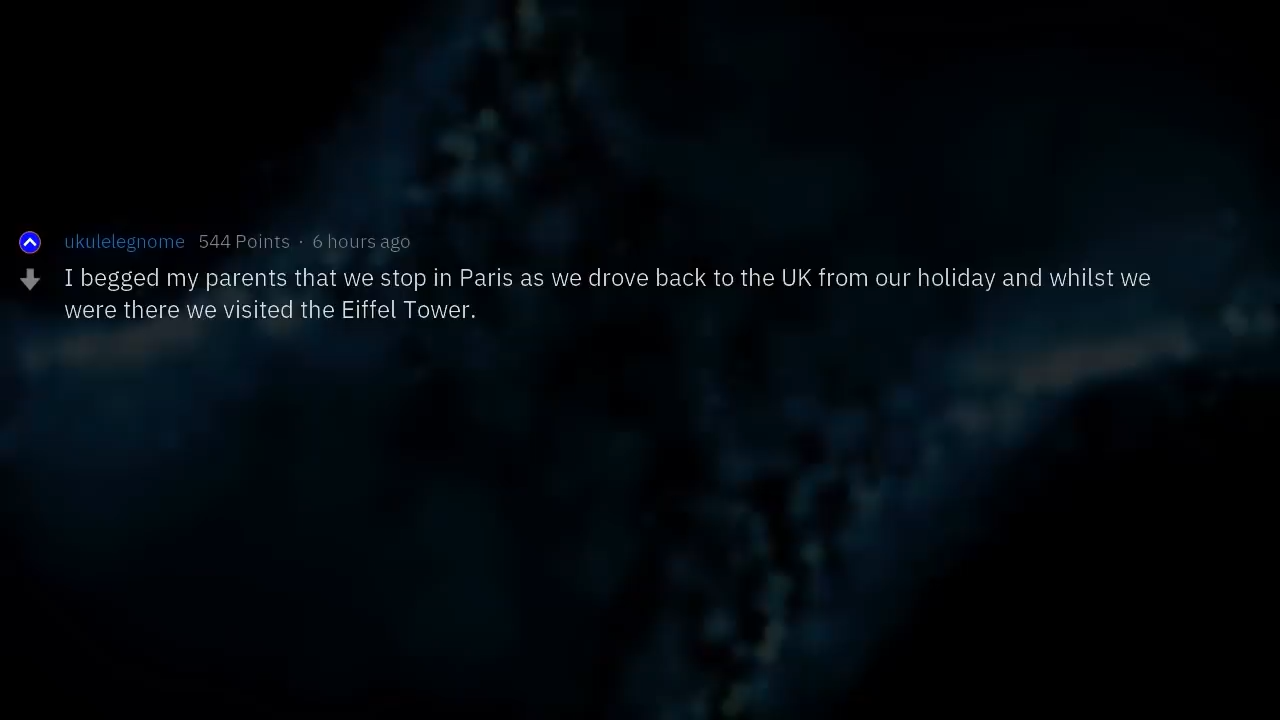 ukulelegnome 544 Points · 6 hours ago
I begged my parents that we stop in Paris as we drove back to the UK from our holiday and whilst we
were there we visited the Eiffel Tower.